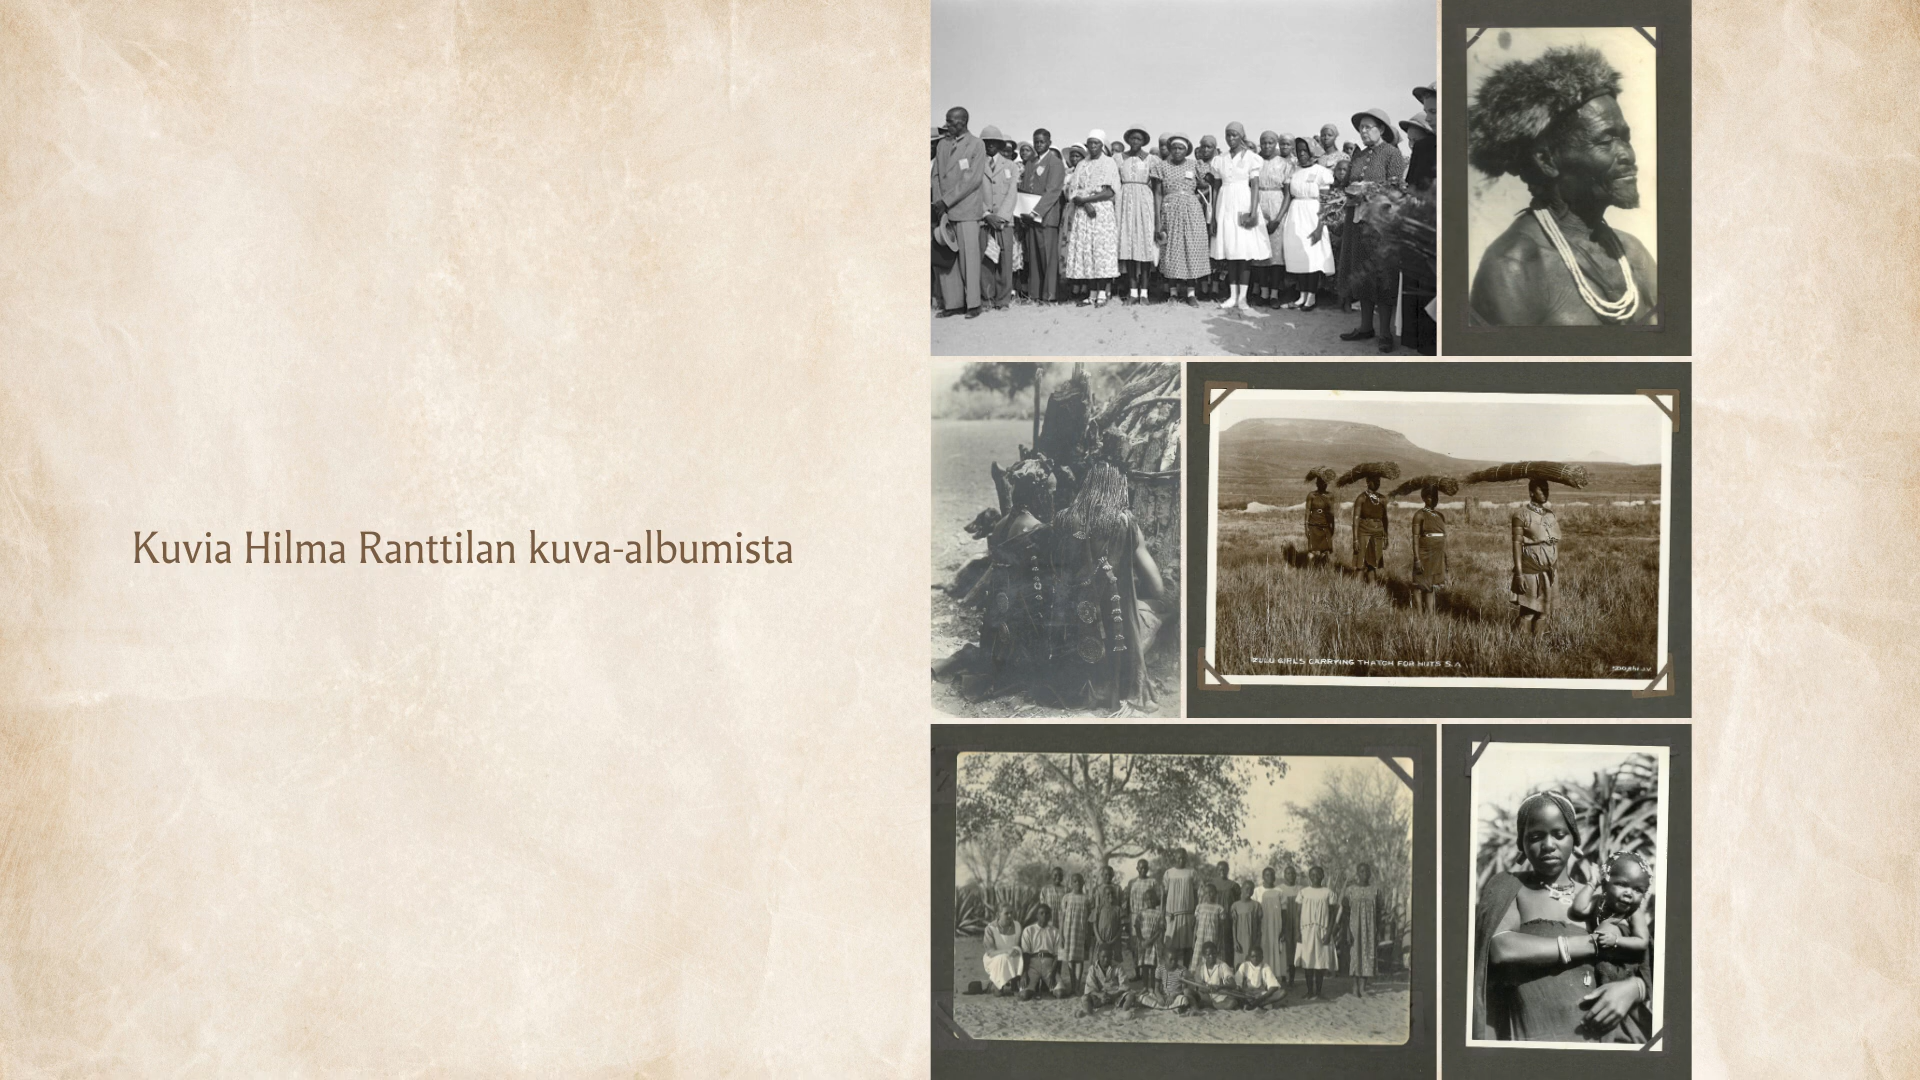 Kuvia Hilma Ranttilan kuva-albumista
ZULU GIRLS CARRYING THATCH FOR HUTS S.A